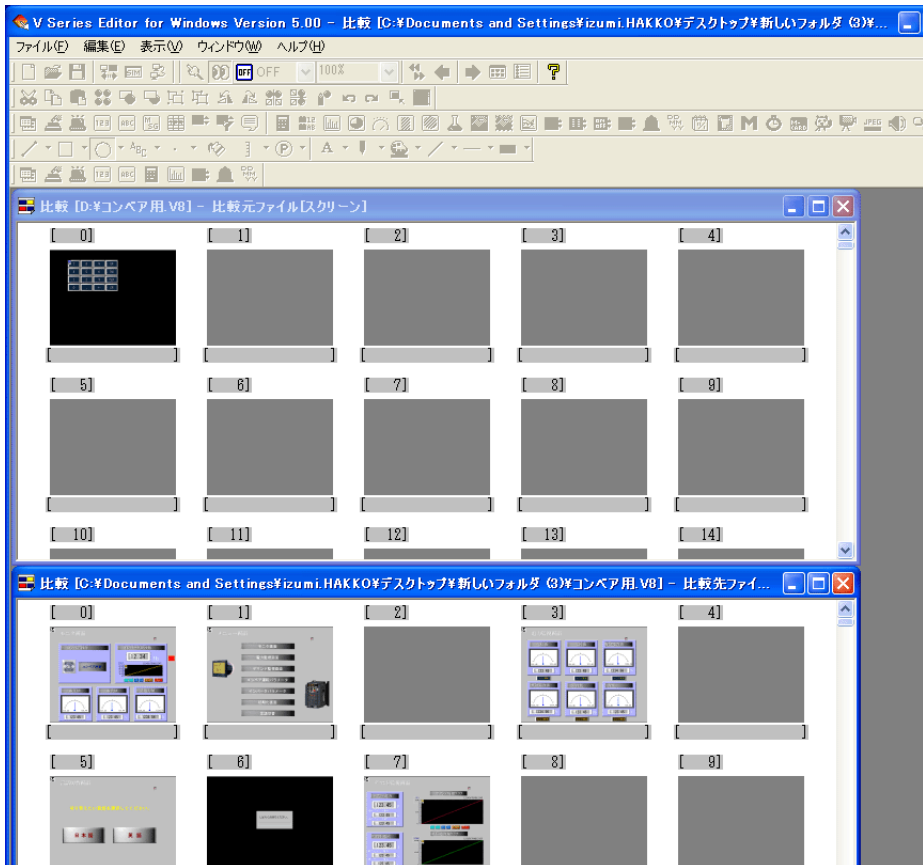 V Series Editor for Windows Version 5.00 - 比較 [C:¥Documents and Settings¥izumi.HAKKO¥デスクトップ¥新しいフォルダ (3)¥...
ファイル(F) 編集(E) 表示(V) ウィンドウ(W) ヘルプ(H)
OFF OFF 100%
比較 [D:¥コンベア用.V8] - 比較元ファイル[スクリーン]
[ 0] [ 1] [ 2] [ 3] [ 4]
[ ] [ ] [ ] [ ] [ ]
[ 5] [ 6] [ 7] [ 8] [ 9]
[ ] [ ] [ ] [ ] [ ]
[ 10] [ 11] [ 12] [ 13] [ 14]
比較 [C:¥Documents and Settings¥izumi.HAKKO¥デスクトップ¥新しいフォルダ (3)¥コンベア用.V8] - 比較先ファイ...
[ 0] [ 1] [ 2] [ 3] [ 4]
[ ] [ ] [ ] [ ] [ ]
[ 5] [ 6] [ 7] [ 8] [ 9]
日本語 英語